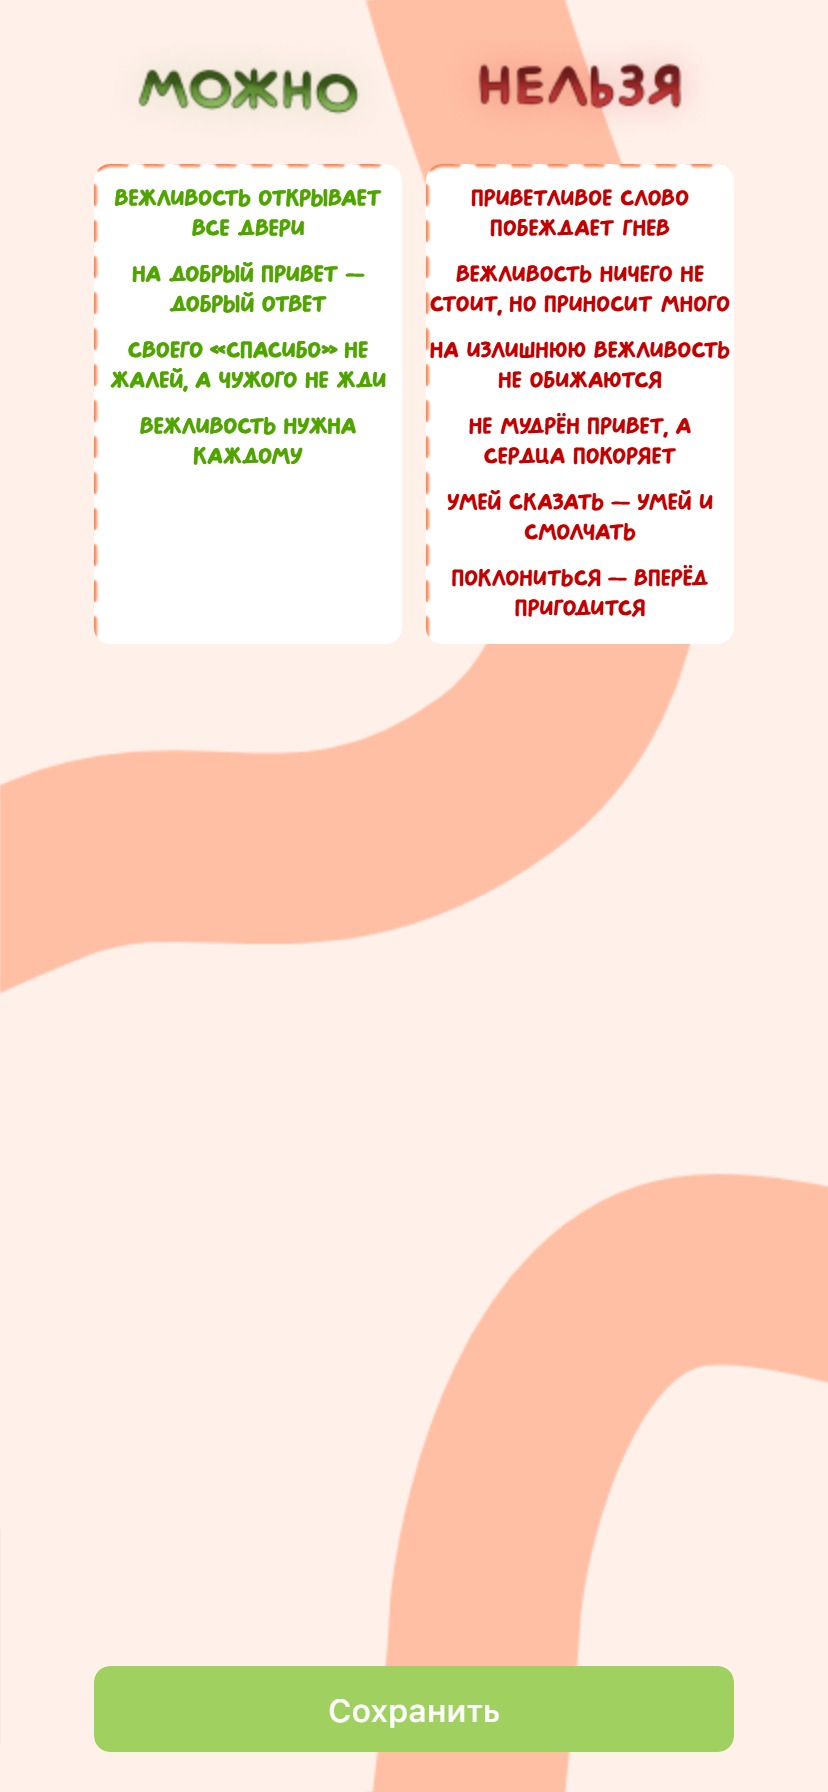 МОЖНО
НЕЛЬЗЯ
ВЕЖЛИВОСТЬ ОТКРЫВАЕТ
ВСЕ ДВЕРИ
НА ДОБРЫЙ ПРИВЕТ —
ДОБРЫЙ ОТВЕТ
СВОЕГО «СПАСИБО» НЕ
ЖАЛЕЙ, А ЧУЖОГО НЕ ЖДИ
ВЕЖЛИВОСТЬ НУЖНА
КАЖДОМУ
ПРИВЕТЛИВОЕ СЛОВО
ПОБЕЖДАЕТ ГНЕВ
ВЕЖЛИВОСТЬ НИЧЕГО НЕ
СТОИТ, НО ПРИНОСИТ МНОГО
НА ИЗЛИШНЮЮ ВЕЖЛИВОСТЬ
НЕ ОБИЖАЮТСЯ
НЕ МУДРЁН ПРИВЕТ, А
СЕРДЦА ПОКОРЯЕТ
УМЕЙ СКАЗАТЬ — УМЕЙ И
СМОЛЧАТЬ
ПОКЛОНИТЬСЯ — ВПЕРЁД
ПРИГОДИТСЯ
Сохранить